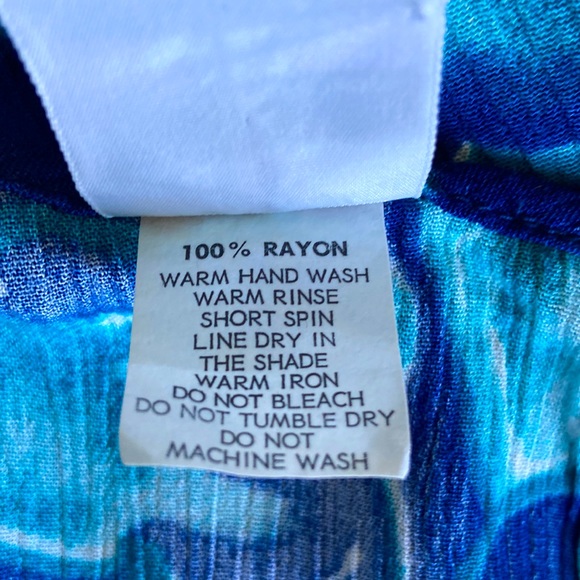 100% RAYON
WARM HAND WASH
WARM RINSE
SHORT SPIN
LINE DRY IN
THE SHADE
WARM IRON
DO NOT BLEACH
DO NOT TUMBLE DRY
DO NOT
MACHINE WASH